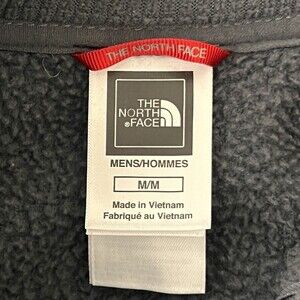 THE NORTH FACE
THE
NORTH
FACE
MENS/HOMMES
M/M
Made in Vietnam
Fabriqué au Vietnam